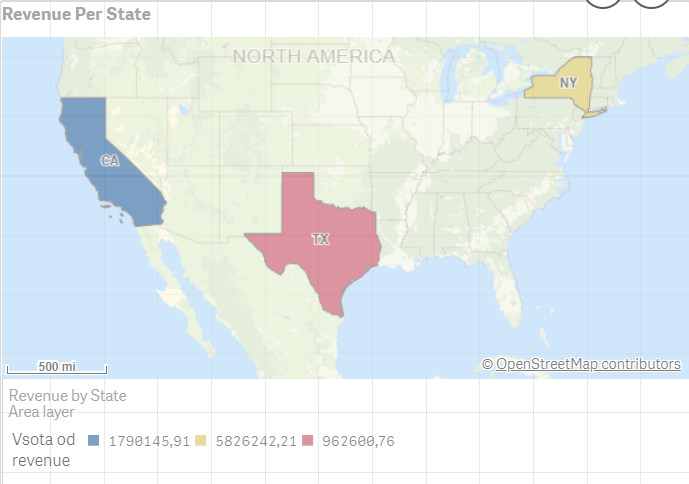 Revenue Per State
NORTH AMERICA
NY
CA
TX
500 mi
© OpenStreetMap contributors
Revenue by State
Area layer
Vsota od revenue
1790145,91
5826242,21
962600,76